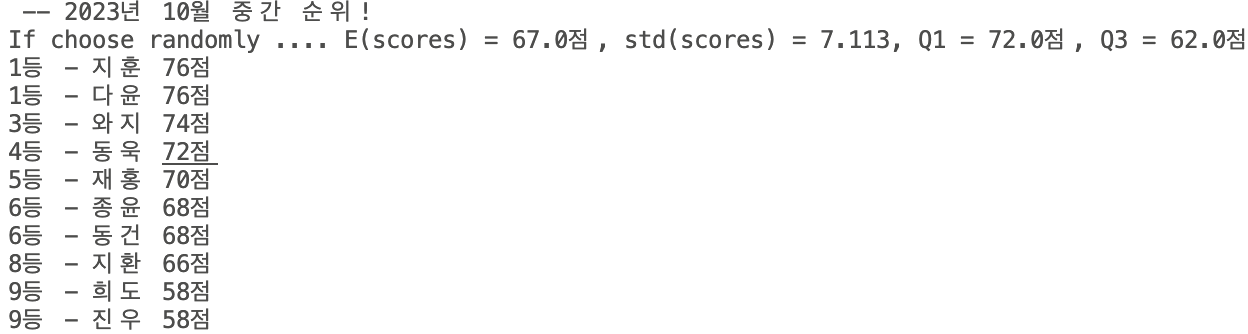 -- 2023년 10월 중간 순위!
If choose randomly .... E(scores) = 67.0점, std(scores) = 7.113, Q1 = 72.0점, Q3 = 62.0점
1등 - 지훈 76점
1등 - 다윤 76점
3등 - 와지 74점
4등 - 동욱 72점
5등 - 재홍 70점
6등 - 종윤 68점
6등 - 동건 68점
8등 - 지환 66점
9등 - 희도 58점
9등 - 진우 58점